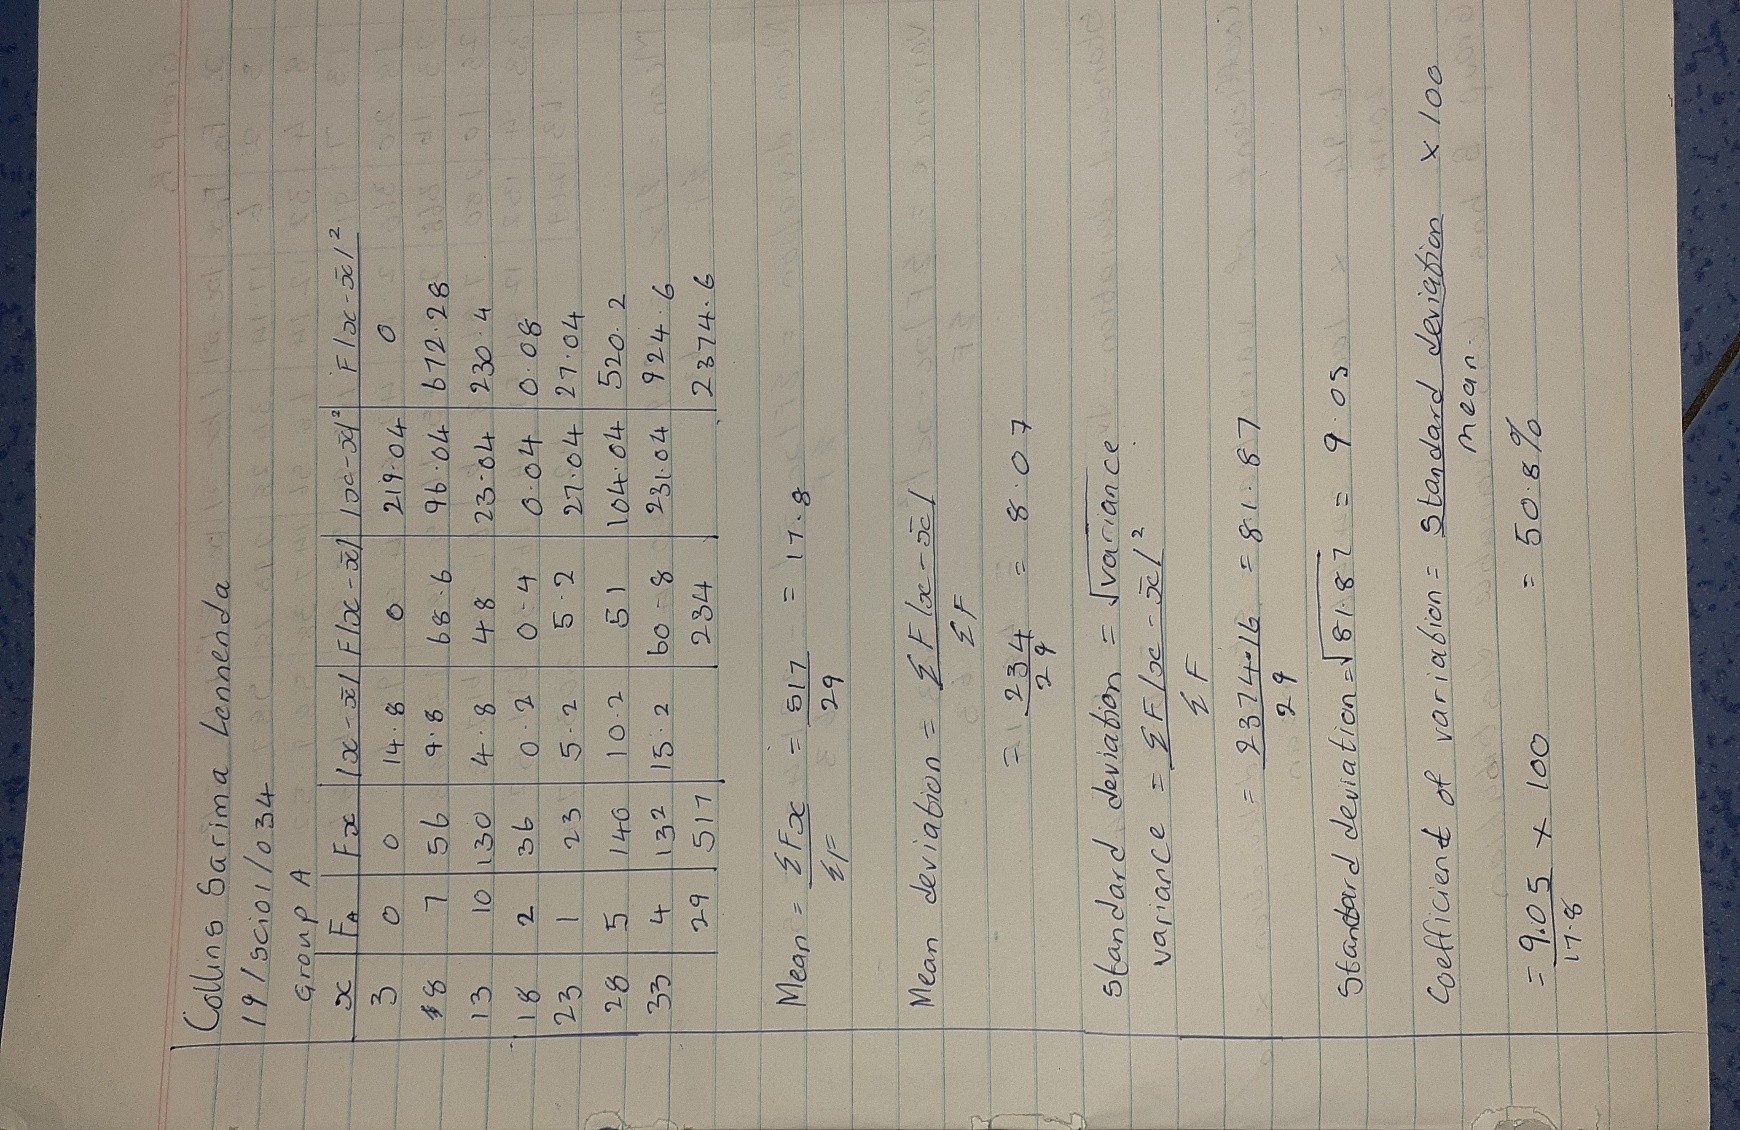 Collins Sarima Lennenda
19/sci01/034
Group A
x F_A Fx |x-x̄| F|x-x̄| |x-x̄|² F|x-x̄|²
3 0 0 14.8 0 219.04 0
8 7 56 9.8 68.6 96.04 672.28
13 10 130 4.8 48 23.04 230.4
18 2 36 0.2 0.4 0.04 0.08
23 1 23 5.2 5.2 27.04 27.04
28 5 140 10.2 51 104.04 520.2
33 4 132 15.2 60.8 231.04 924.6
29 517 234 2374.6
Mean = ΣFx/ΣF = 517/29 = 17.8
Mean deviation = ΣF|x-x̄|/ΣF
= 234/29 = 8.07
Standard deviation = √variance
variance = ΣF|x-x̄|²/ΣF
2374.16/29 = 81.87
Standard deviation = √81.87 = 9.05
Coefficient of variation = Standard deviation/Mean. × 100
= 9.05/17.8 × 100 = 50.8%